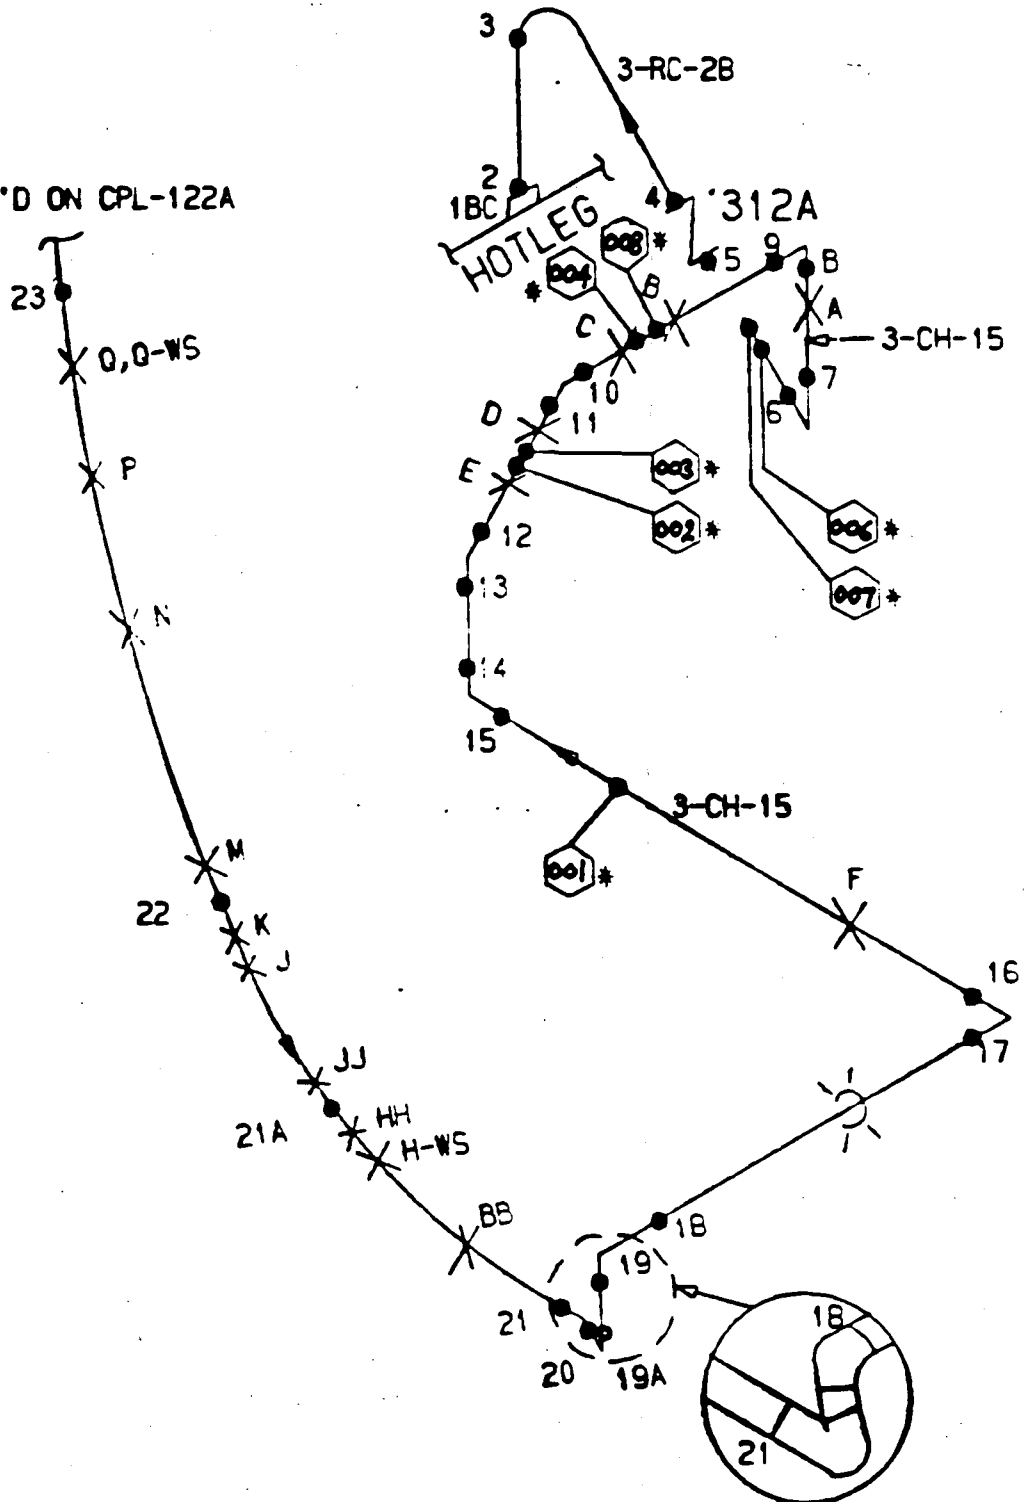 3
3-RC-2B
'D ON CPL-122A
2
1BC
HOTLEG
4
'312A
008 *
004
*
B
5
9
8
A
23
C
3-CH-15
Q,Q-WS
10
7
6
D
11
P
E
003 *
002 *
006 *
12
13
007 *
N
14
15
3-CH-15
M
001 *
F
22
K
J
16
17
JJ
21A
HH
H-WS
BB
18
19
21
20
19A
18
21